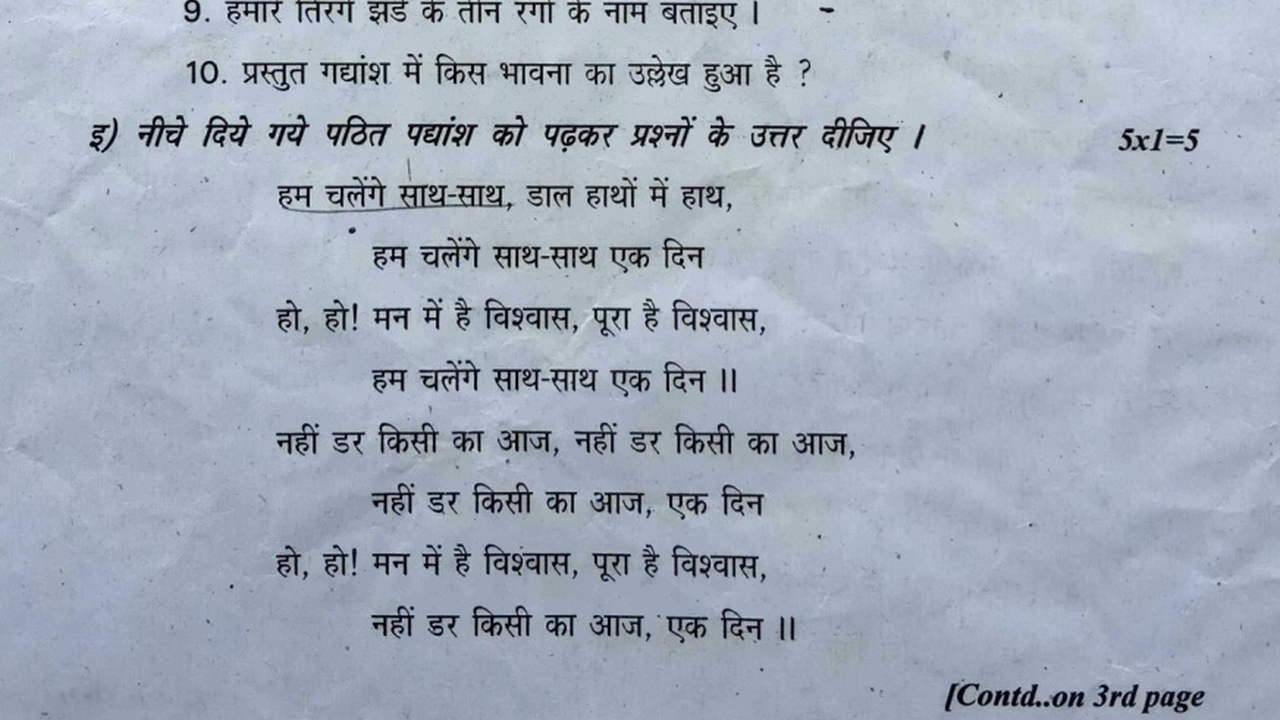 9. हमारे तिरंगे झंडे के तीन रंगों के नाम बताइए ।
10. प्रस्तुत गद्यांश में किस भावना का उल्लेख हुआ है ?
इ) नीचे दिये गये पठित पद्यांश को पढ़कर प्रश्नों के उत्तर दीजिए । 5x1=5
हम चलेंगे साथ-साथ, डाल हाथों में हाथ,
हम चलेंगे साथ-साथ एक दिन
हो, हो! मन में है विश्वास, पूरा है विश्वास,
हम चलेंगे साथ-साथ एक दिन ॥
नहीं डर किसी का आज, नहीं डर किसी का आज,
नहीं डर किसी का आज, एक दिन
हो, हो! मन में है विश्वास, पूरा है विश्वास,
नहीं डर किसी का आज, एक दिन ॥
[Contd..on 3rd page